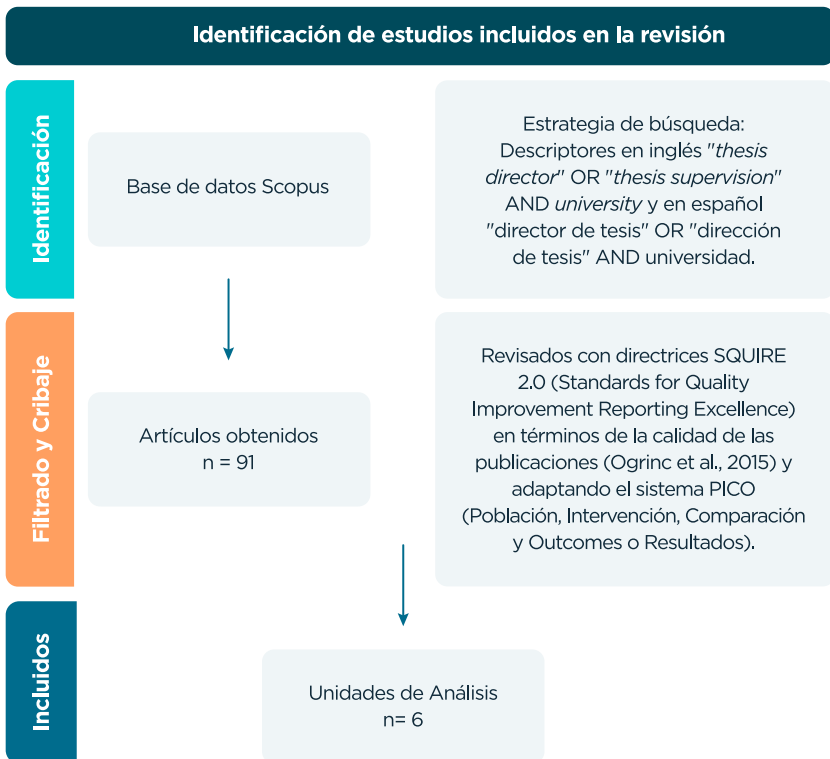 Identificación de estudios incluidos en la revisión
Identificación
Base de datos Scopus
Estrategia de búsqueda:
Descriptores en inglés "thesis
director" OR "thesis supervision"
AND university y en español
"director de tesis" OR "dirección
de tesis" AND universidad.
Filtrado y Cribaje
Artículos obtenidos
n = 91
Revisados con directrices SQUIRE
2.0 (Standards for Quality
Improvement Reporting Excellence)
en términos de la calidad de las
publicaciones (Ogrinc et al., 2015) y
adaptando el sistema PICO
(Población, Intervención, Comparación
y Outcomes o Resultados).
Incluidos
Unidades de Análisis
n= 6